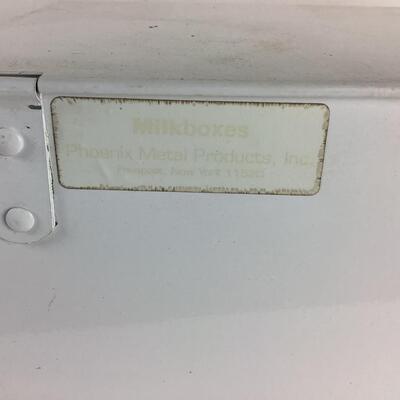 Milkboxes
Phoenix Metal Products, Inc.
Freeport, New York 11520